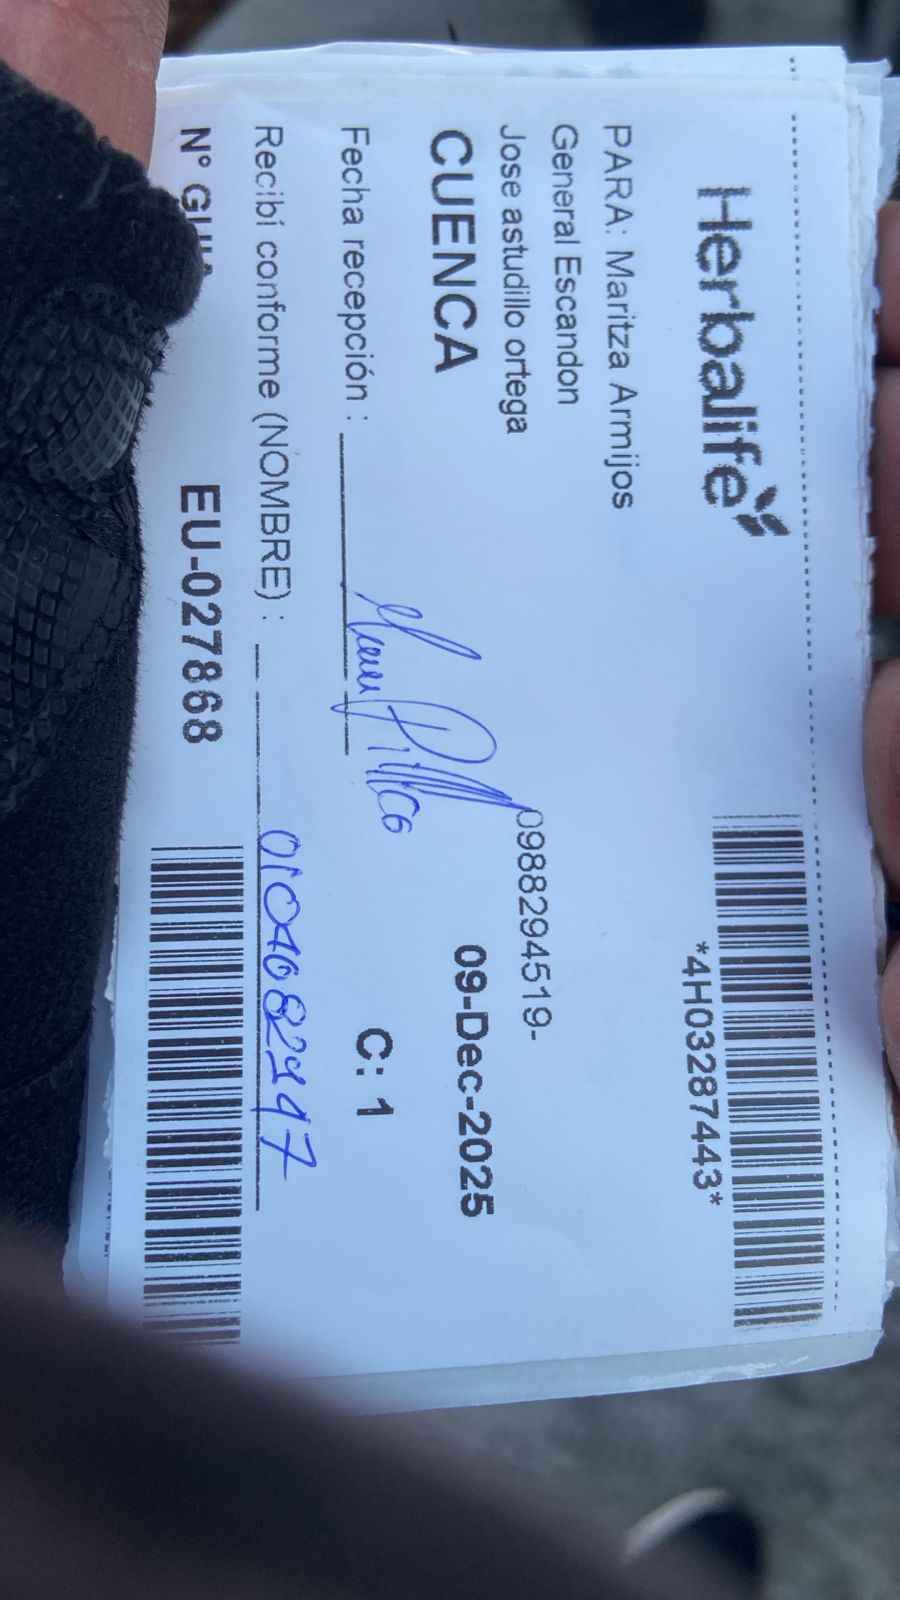 Herbalife
*4H03287443*
PARA: Maritza Armijos
General Escandon
Jose astudillo ortega
0988294519-
CUENCA
09-Dec-2025
Fecha recepción :
C: 1
Recibí conforme (NOMBRE) :
N° GUIA
EU-027868